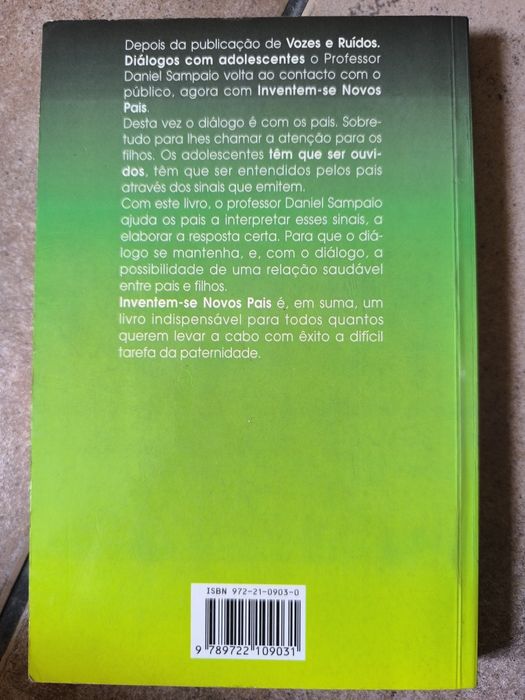 Depois da publicação de Vozes e Ruídos.
Diálogos com adolescentes o Professor
Daniel Sampaio volta ao contacto com o
público, agora com Inventem-se Novos
Pais.
Desta vez o diálogo é com os pais. Sobre-
tudo para lhes chamar a atenção para os
filhos. Os adolescentes têm que ser ouvi-
dos, têm que ser entendidos pelos pais
através dos sinais que emitem.
Com este livro, o professor Daniel Sampaio
ajuda os pais a interpretar esses sinais, a
elaborar a resposta certa. Para que o diá-
logo se mantenha, e, com o diálogo, a
possibilidade de uma relação saudável
entre pais e filhos.
Inventem-se Novos Pais é, em suma, um
livro indispensável para todos quantos
querem levar a cabo com êxito a difícil
tarefa da paternidade.
ISBN 972-21-0903-0
9 789722 109031